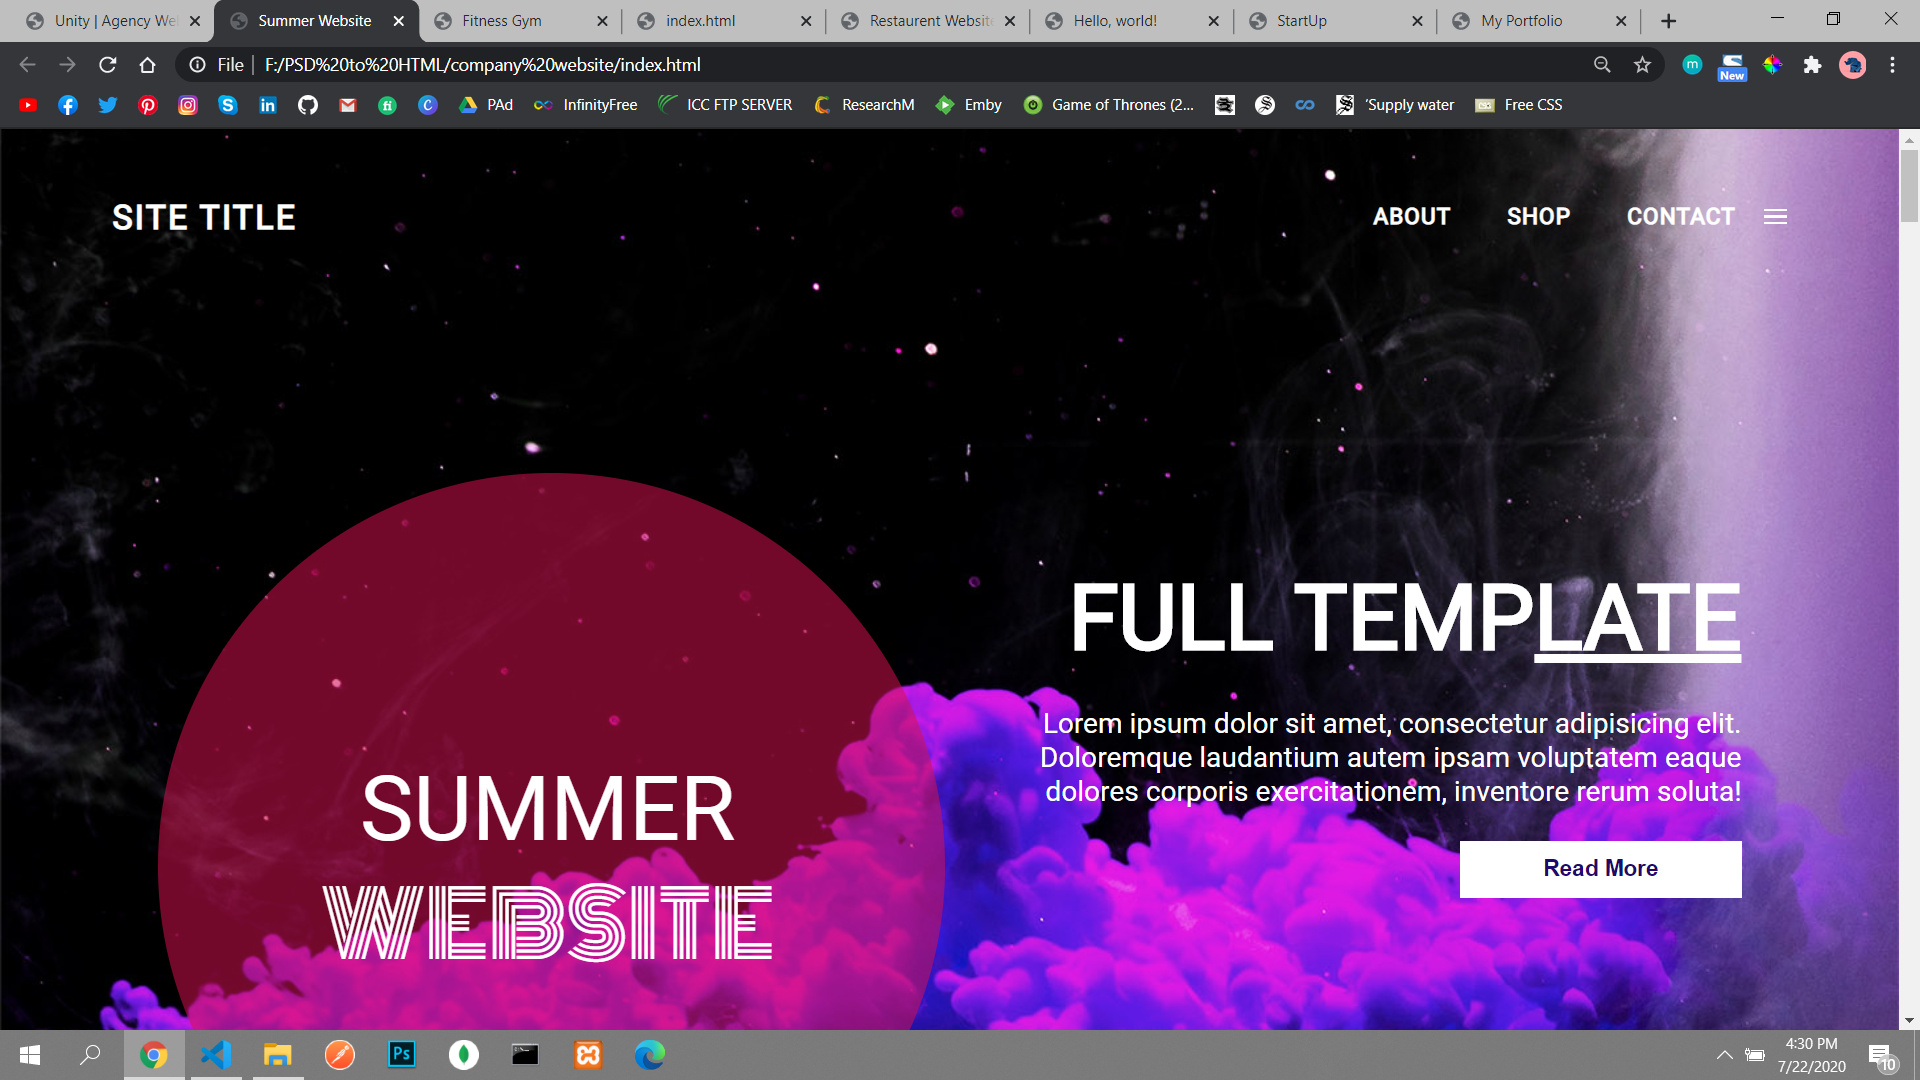 Unity | Agency We
Summer Website
Fitness Gym
index.html
Restaurent Website
Hello, world!
StartUp
My Portfolio
File
F:/PSD%20to%20HTML/company%20website/index.html
m
New
PAd
InfinityFree
ICC FTP SERVER
ResearchM
Emby
Game of Thrones (2...
'Supply water
Free CSS
SITE TITLE
ABOUT
SHOP
CONTACT
FULL TEMPLATE
Lorem ipsum dolor sit amet, consectetur adipisicing elit.
Doloremque laudantium autem ipsam voluptatem eaque
dolores corporis exercitationem, inventore rerum soluta!
Read More
SUMMER
WEBSITE
Ps
4:30 PM
7/22/2020
10